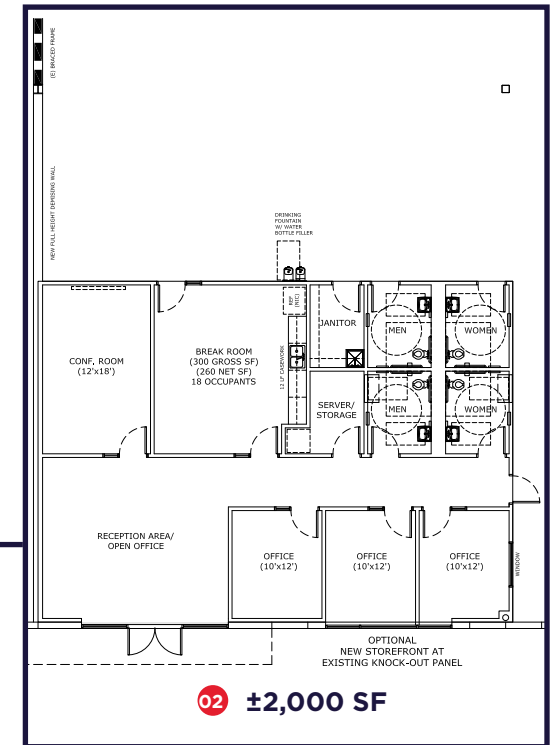 (E) BRACED FRAME
NEW FULL HEIGHT DEMISING WALL
DRINKING
FOUNTAIN
W/ WATER
BOTTLE FILLER
REF
(NIC)
JANITOR
MEN
WOMEN
CONF. ROOM
(12'x18')
BREAK ROOM
(300 GROSS SF)
(260 NET SF)
18 OCCUPANTS
12 LF CASEWORK
SERVER/
STORAGE
MEN
WOMEN
RECEPTION AREA/
OPEN OFFICE
OFFICE
(10'x12')
OFFICE
(10'x12')
OFFICE
(10'x12')
WINDOW
OPTIONAL
NEW STOREFRONT AT
EXISTING KNOCK-OUT PANEL
02 ±2,000 SF